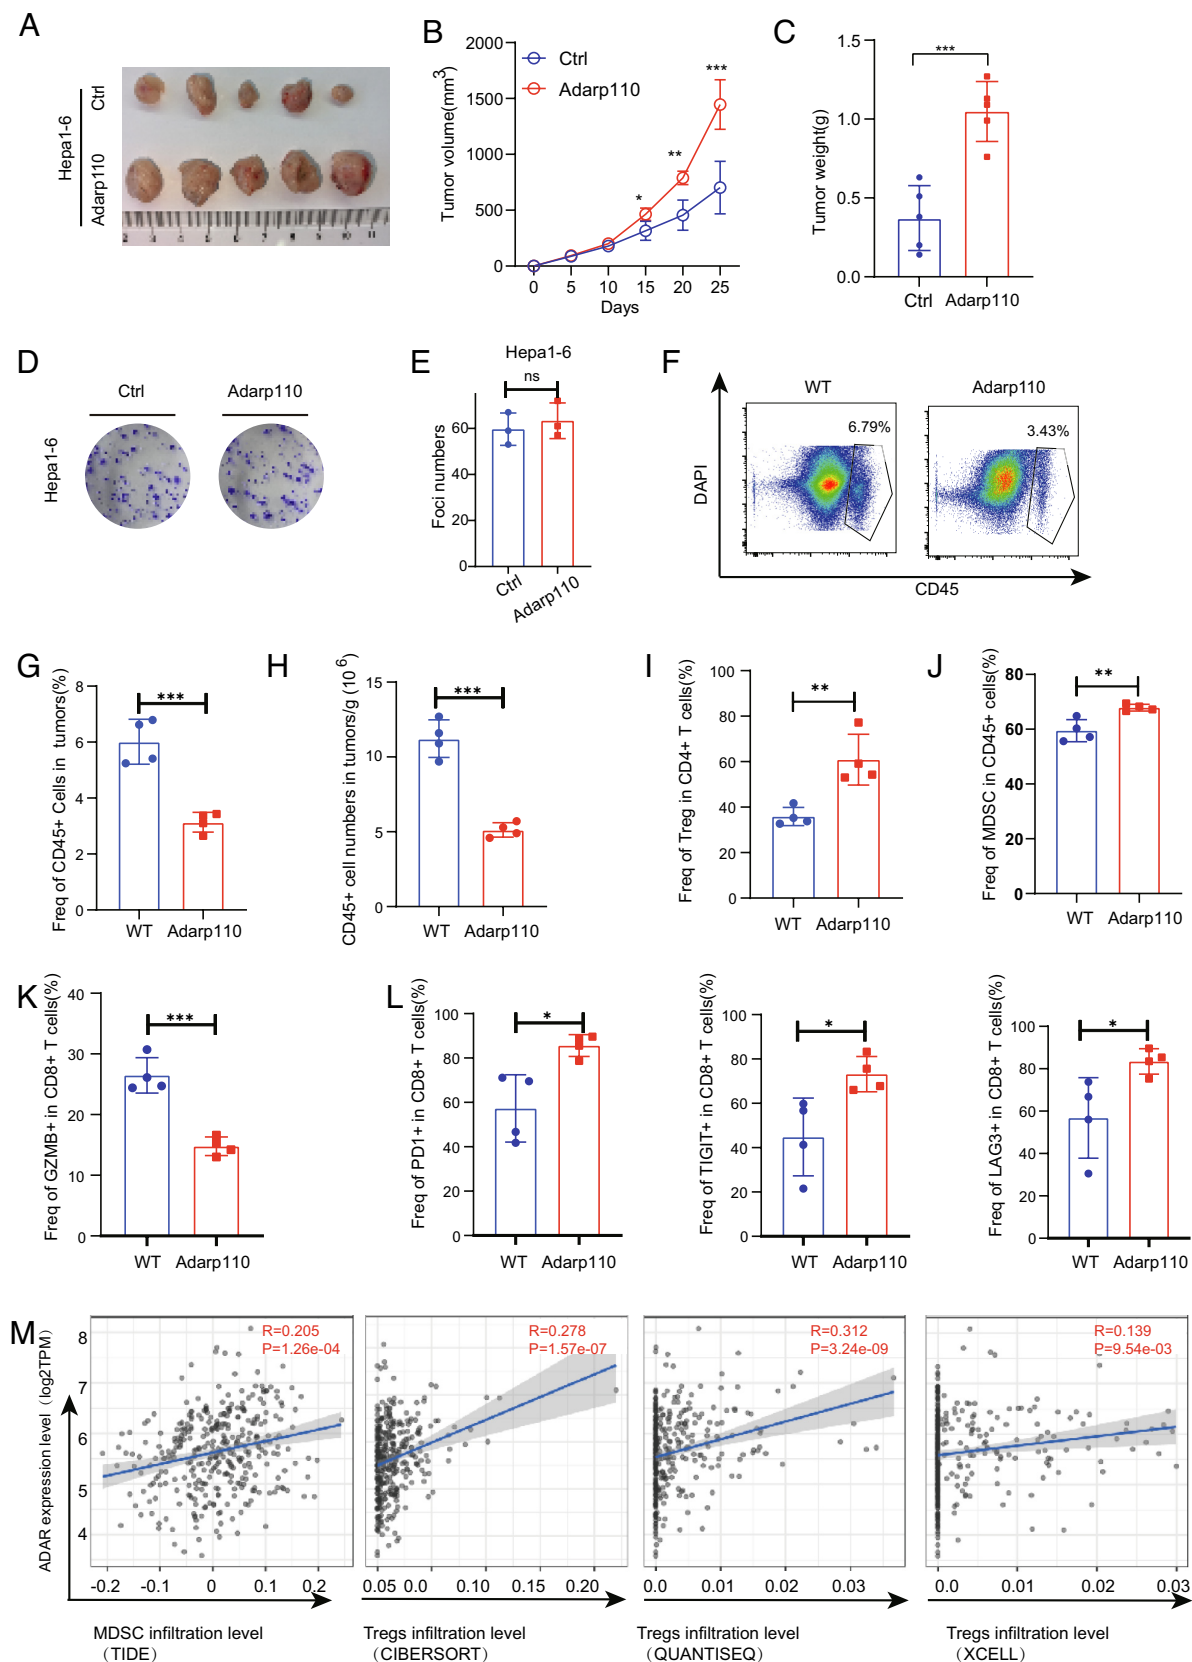 A
Hepa1-6
Ctrl
Adarp110
B
Tumor volume(mm3)
2000
1500
1000
500
0
Ctrl
Adarp110
*
**
***
0 5 10 15 20 25
Days
C
Tumor weight(g)
1.5
1.0
0.5
0.0
***
Ctrl Adarp110
D
Ctrl Adarp110
Hepa1-6
E
Hepa1-6
ns
Foci numbers
60
40
20
0
Ctrl
Adarp110
F
WT Adarp110
6.79%
3.43%
DAPI
CD45
G
Freq of CD45+ Cells in tumors(%)
8
6
4
2
0
***
WT Adarp110
H
CD45+ cell numbers in tumors/g (10 6)
15
10
5
0
***
WT Adarp110
I
Freq of Treg in CD4+ T cells(%)
100
80
60
40
20
0
**
WT Adarp110
J
Freq of MDSC in CD45+ cells(%)
80
60
40
20
0
**
WT Adarp110
K
Freq of GZMB+ in CD8+ T cells(%)
40
30
20
10
0
***
WT Adarp110
L
Freq of PD1+ in CD8+ T cells(%)
100
80
60
40
20
0
*
WT Adarp110
Freq of TIGIT+ in CD8+ T cells(%)
100
80
60
40
20
0
*
WT Adarp110
Freq of LAG3+ in CD8+ T cells(%)
100
80
60
40
20
0
*
WT Adarp110
M
ADAR expression level（log2TPM）
8
7
6
5
4
R=0.205
P=1.26e-04
-0.2 -0.1 0 0.1 0.2
MDSC infiltration level
（TIDE）
R=0.278
P=1.57e-07
0.05 0.0 0.10 0.20
Tregs infiltration level
（CIBERSORT）
R=0.312
P=3.24e-09
0.0 0.01 0.02 0.03
Tregs infiltration level
（QUANTISEQ）
R=0.139
P=9.54e-03
0.0 0.01 0.02 0.03
Tregs infiltration level
（XCELL）